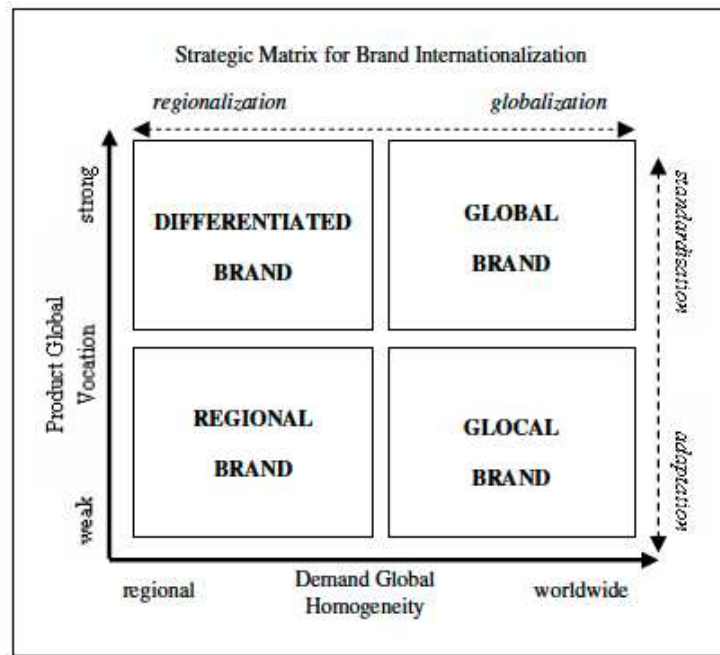 Strategic Matrix for Brand Internationalization
regionalization globalization
strong
Product Global
Vocation
weak
DIFFERENTIATED
BRAND
GLOBAL
BRAND
REGIONAL
BRAND
GLOCAL
BRAND
standardisation
adaptation
regional
Demand Global
Homogeneity
worldwide